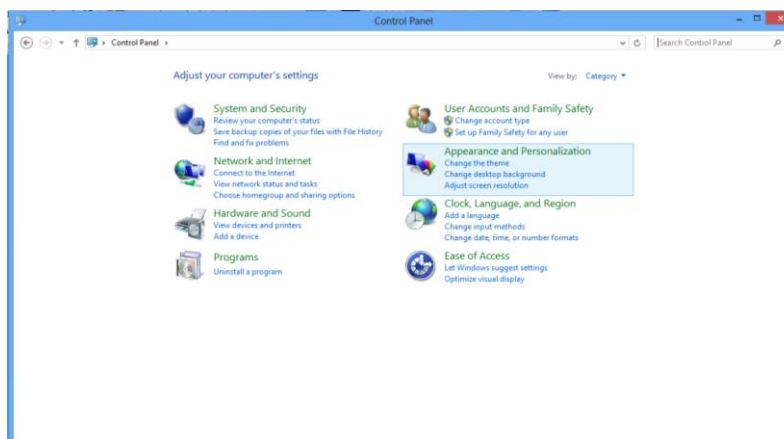 Control Panel
Control Panel
Search Control Panel
Adjust your computer's settings
View by: Category
System and Security
Review your computer's status
Save backup copies of your files with File History
Find and fix problems
Network and Internet
Connect to the Internet
View network status and tasks
Choose homegroup and sharing options
Hardware and Sound
View devices and printers
Add a device
Programs
Uninstall a program
User Accounts and Family Safety
Change account type
Set up Family Safety for any user
Appearance and Personalization
Change the theme
Change desktop background
Adjust screen resolution
Clock, Language, and Region
Add a language
Change input methods
Change date, time, or number formats
Ease of Access
Let Windows suggest settings
Optimize visual display